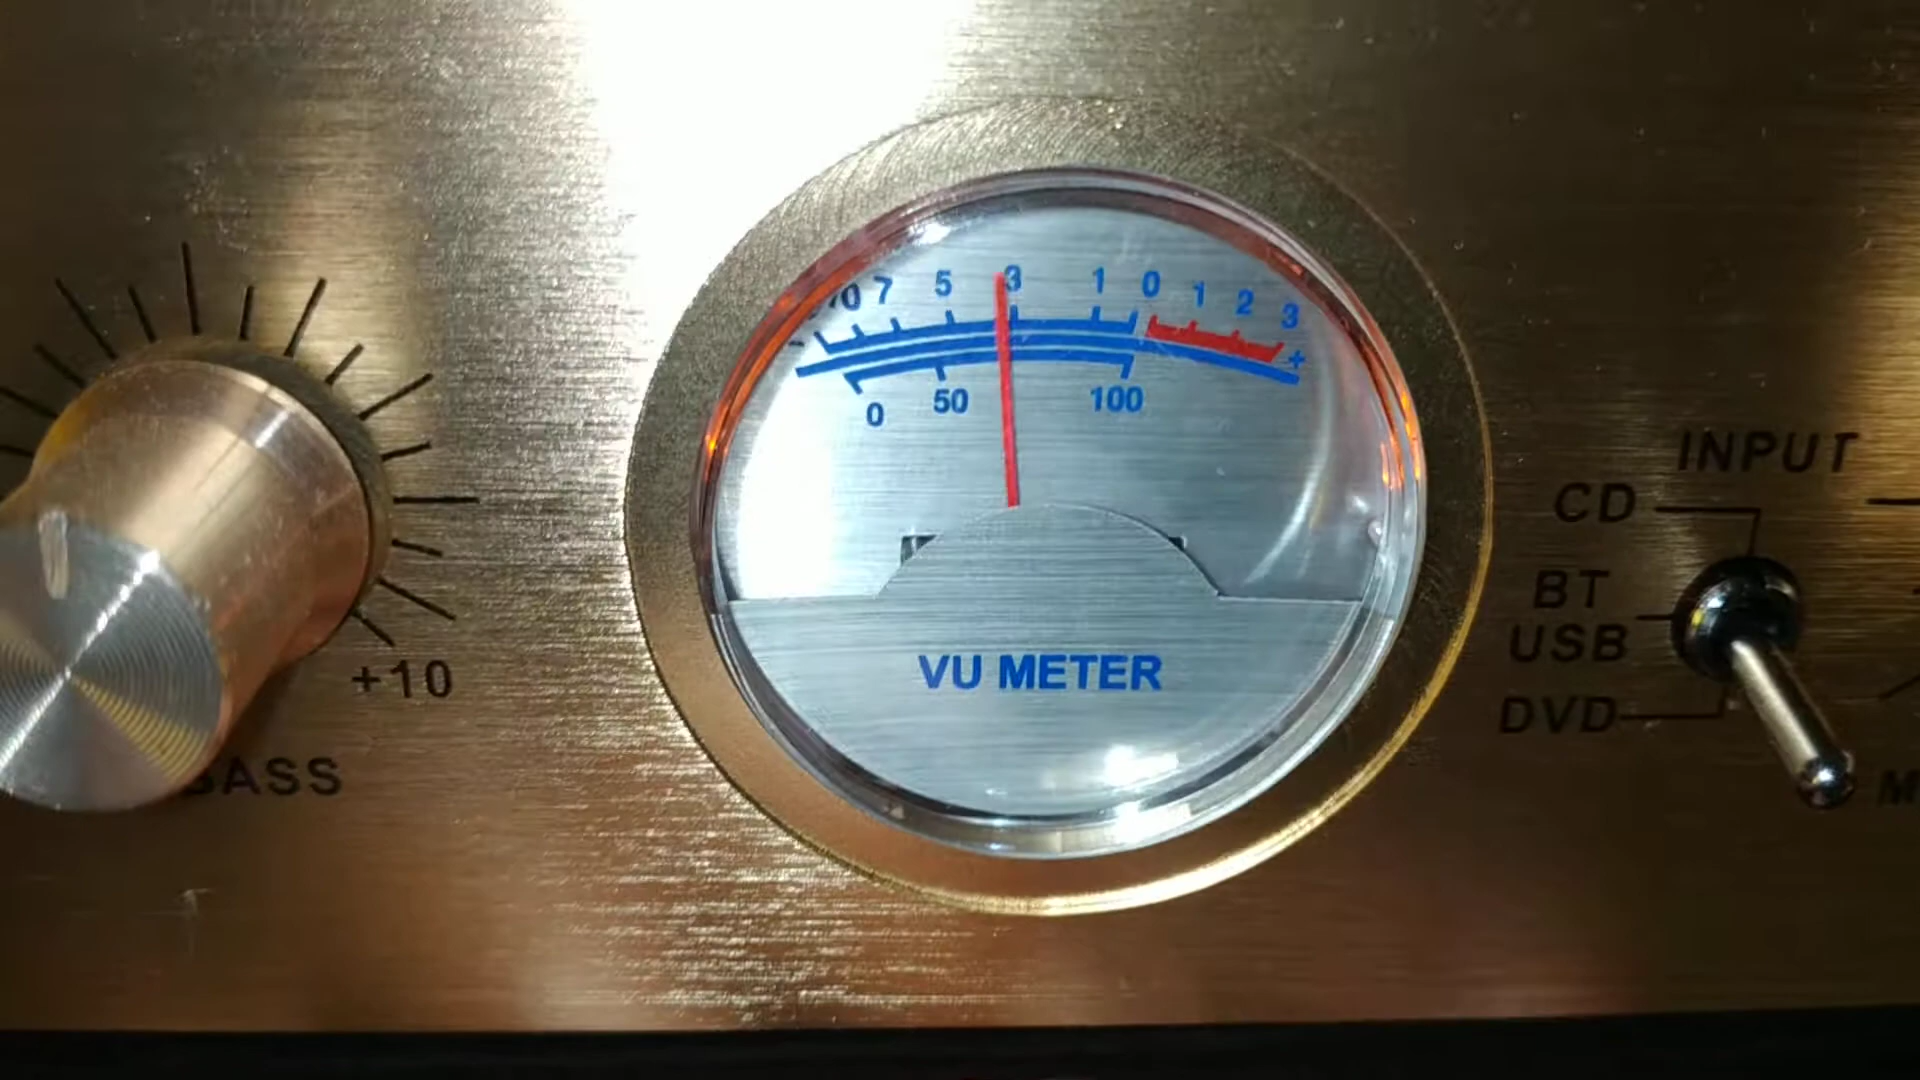 7 5 3 1 0 1 2 3
- +
0 50 100
VU METER
+10
BASS
INPUT
CD
BT
USB
DVD